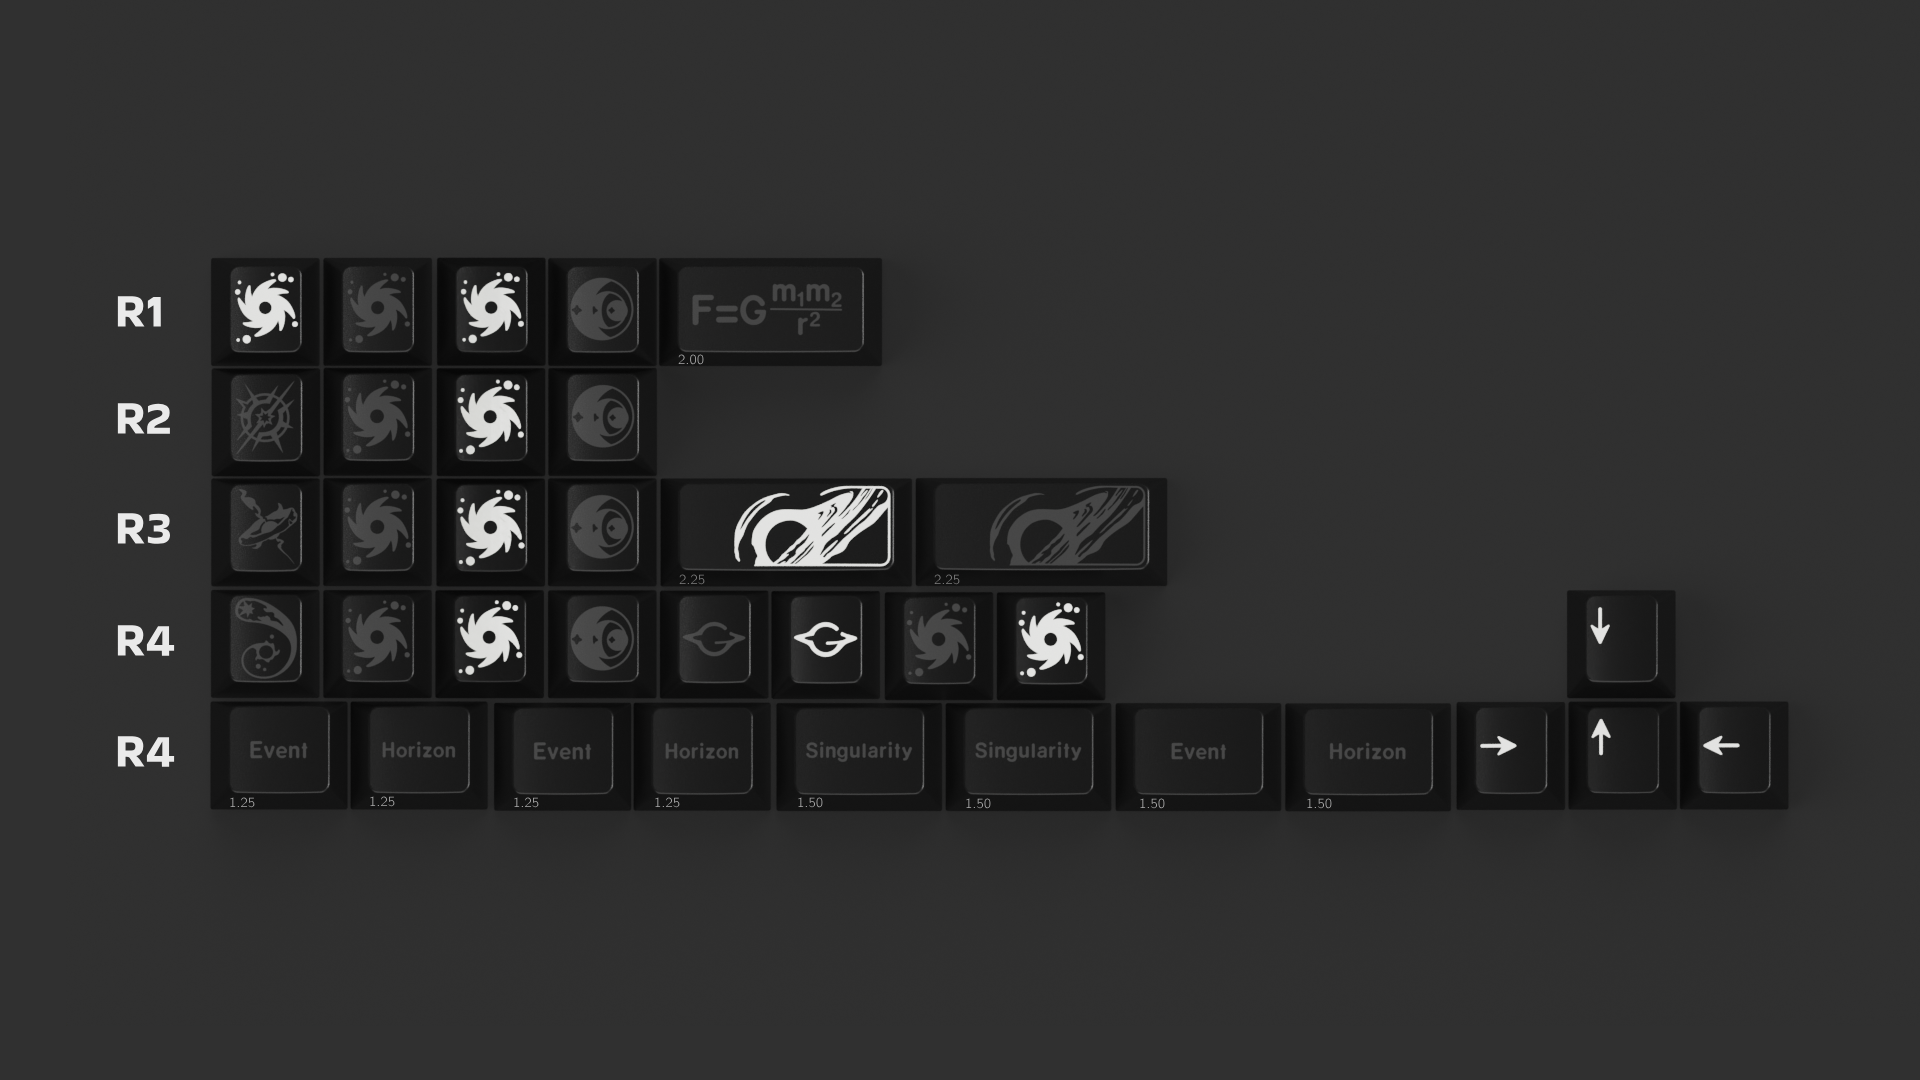 R1
F=G m₁m₂
r²
2.00
R2
R3
2.25 2.25
R4
↓
R4
Event Horizon Event Horizon Singularity Singularity Event Horizon → ↑ ←
1.25 1.25 1.25 1.25 1.50 1.50 1.50 1.50